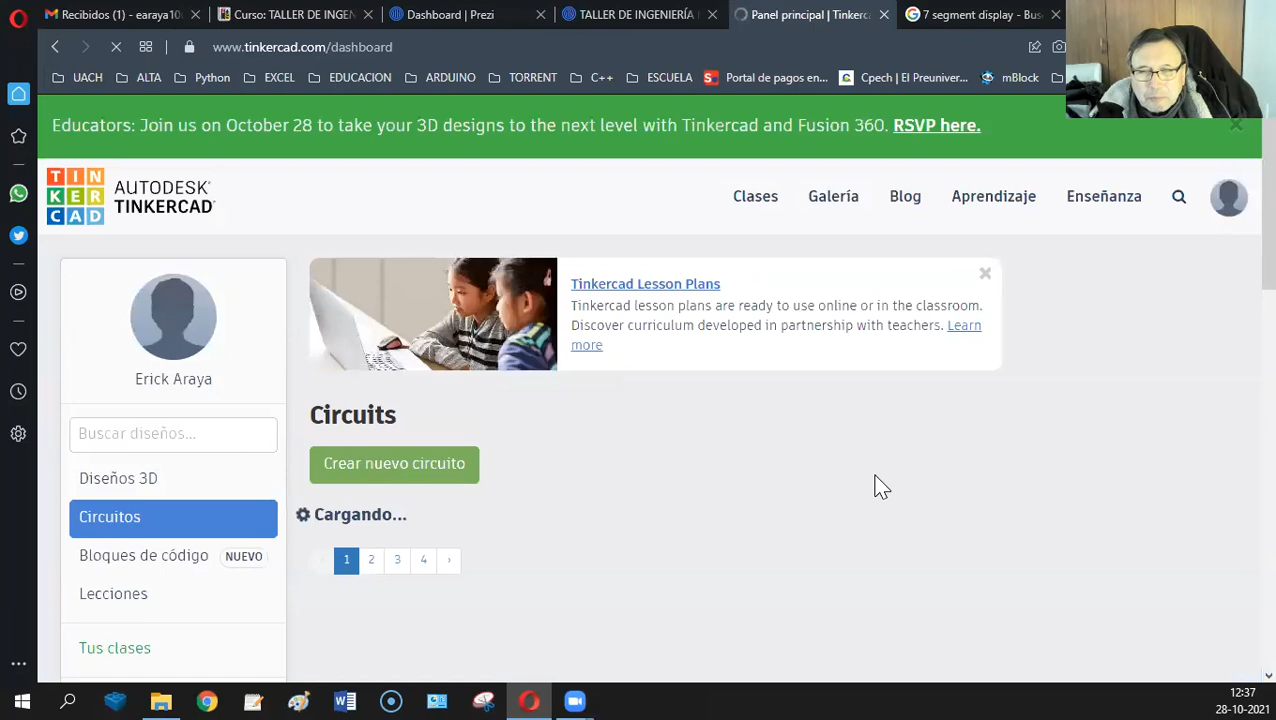 Recibidos (1) - earaya10
Curso: TALLER DE INGEN
Dashboard | Prezi
TALLER DE INGENIERÍA
Panel principal | Tinkerc
7 segment display - Bus
www.tinkercad.com/dashboard
UACH
ALTA
Python
EXCEL
EDUCACION
ARDUINO
TORRENT
C++
ESCUELA
Portal de pagos en...
Cpech | El Preuniver...
mBlock
Educators: Join us on October 28 to take your 3D designs to the next level with Tinkercad and Fusion 360. RSVP here.
TIN
KER
CAD
AUTODESK
TINKERCAD
Clases
Galería
Blog
Aprendizaje
Enseñanza
Tinkercad Lesson Plans
Tinkercad lesson plans are ready to use online or in the classroom.
Discover curriculum developed in partnership with teachers. Learn
more
Erick Araya
Buscar diseños...
Diseños 3D
Circuitos
Bloques de código NUEVO
Lecciones
Tus clases
Circuits
Crear nuevo circuito
Cargando...
1 2 3 4 ›
12:37
28-10-2021